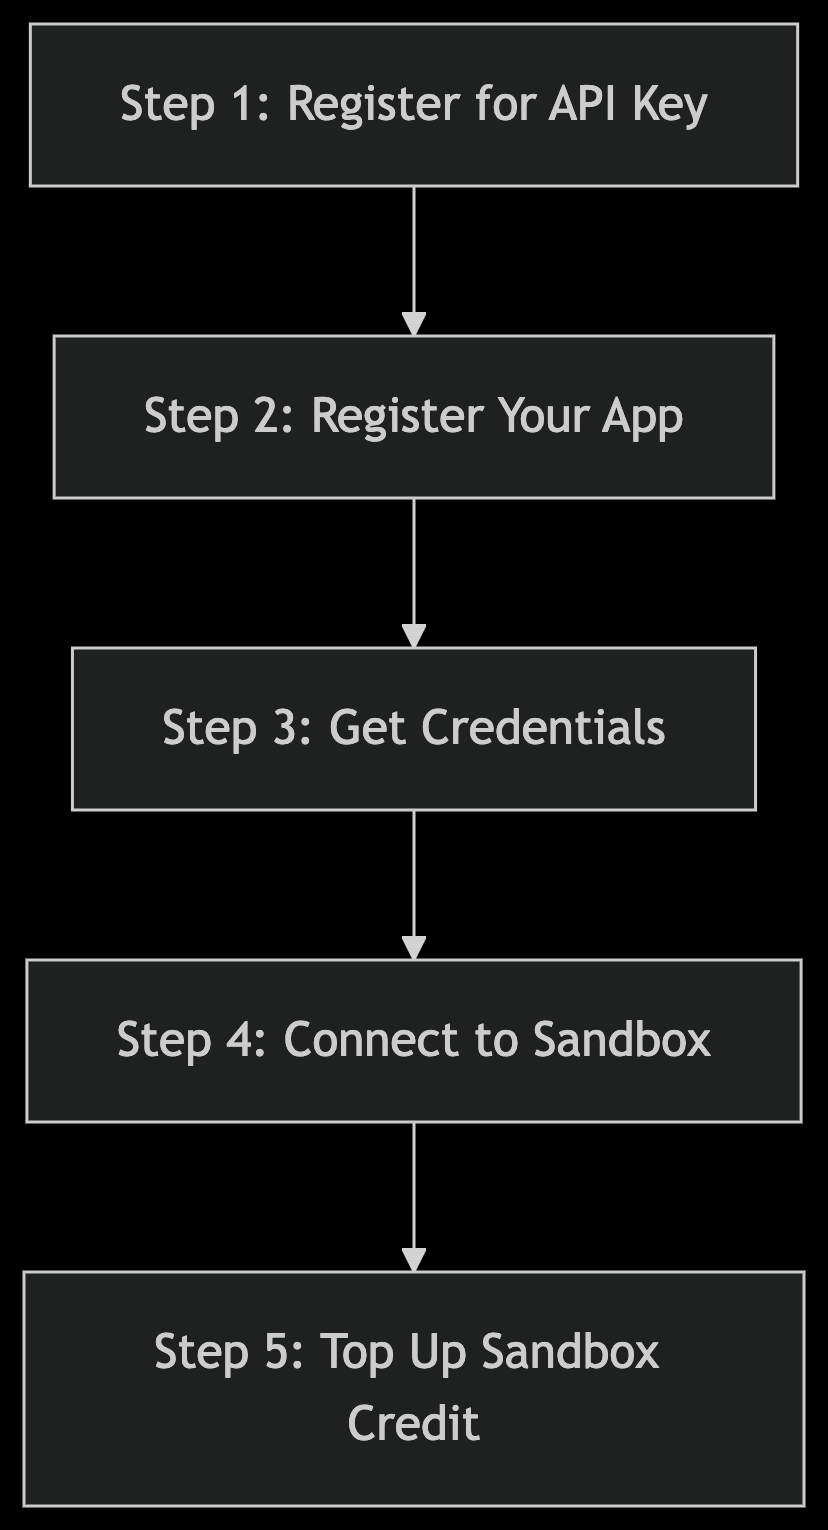 Step 1: Register for API Key
Step 2: Register Your App
Step 3: Get Credentials
Step 4: Connect to Sandbox
Step 5: Top Up Sandbox
Credit